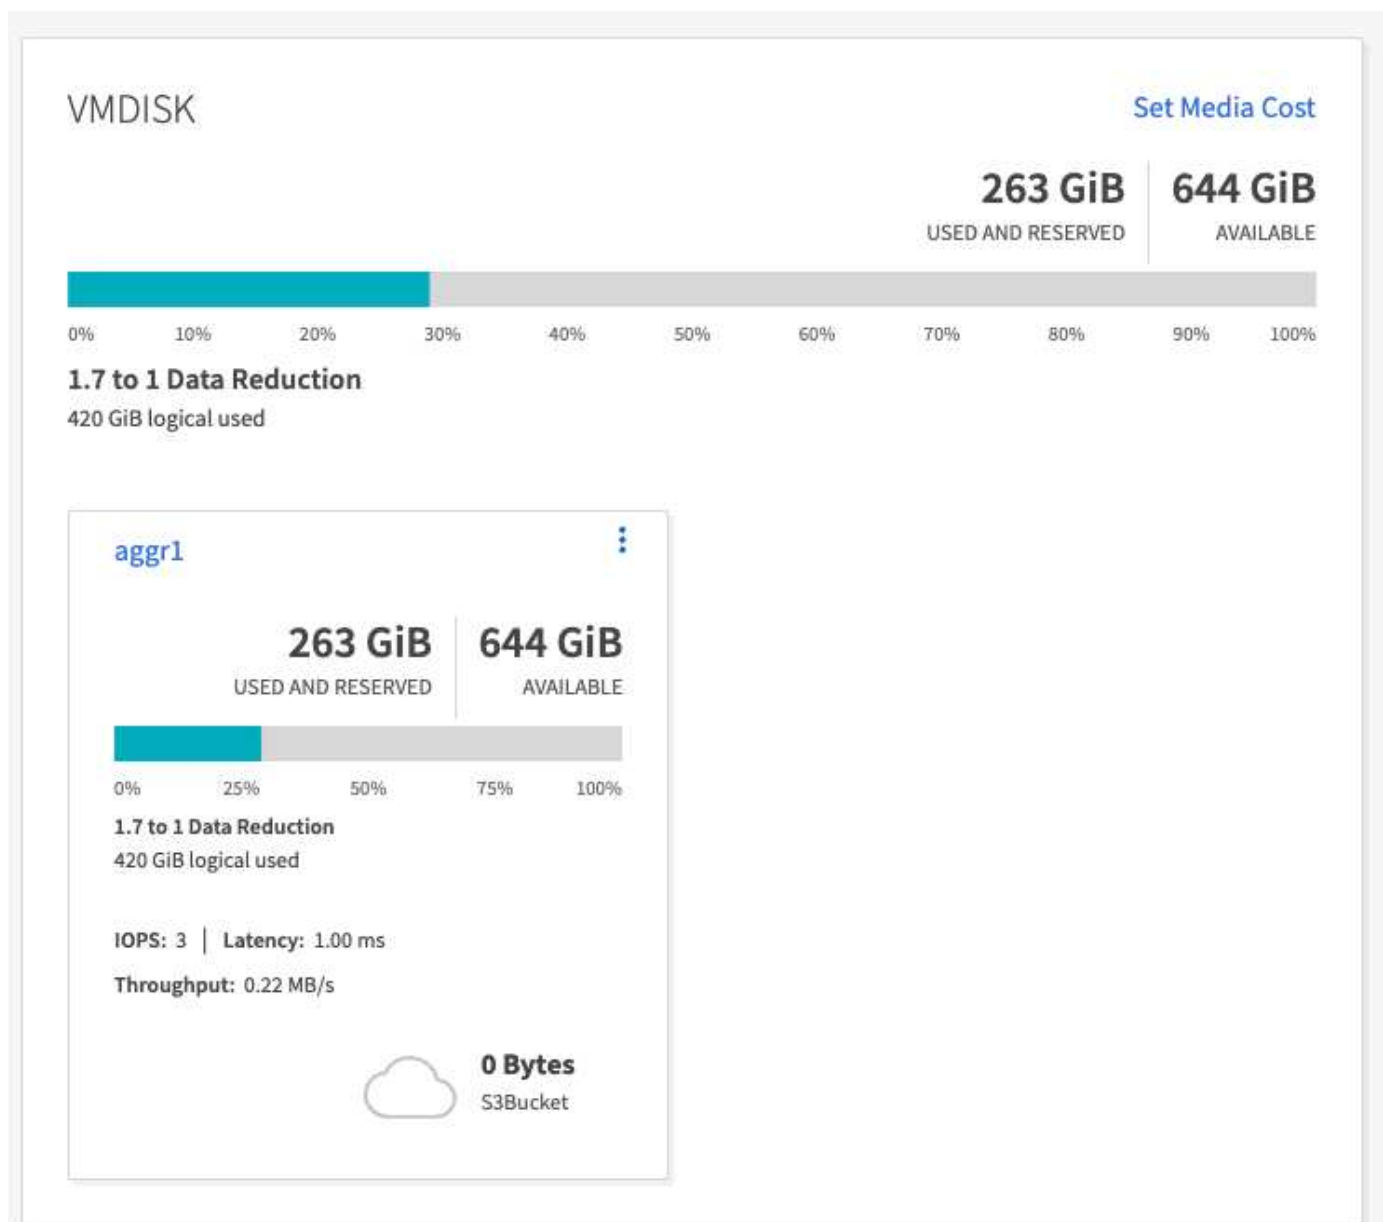 VMDISK
Set Media Cost
263 GiB
644 GiB
USED AND RESERVED
AVAILABLE
0% 10% 20% 30% 40% 50% 60% 70% 80% 90% 100%
1.7 to 1 Data Reduction
420 GiB logical used
aggr1
263 GiB
644 GiB
USED AND RESERVED
AVAILABLE
0% 25% 50% 75% 100%
1.7 to 1 Data Reduction
420 GiB logical used
IOPS: 3 | Latency: 1.00 ms
Throughput: 0.22 MB/s
0 Bytes
S3Bucket